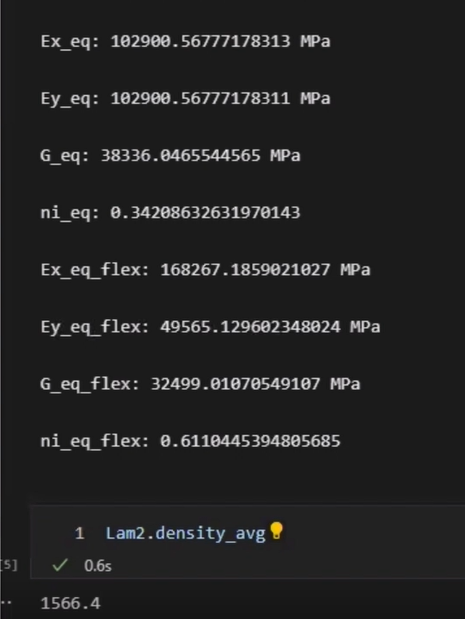 Ex_eq: 102900.56777178313 MPa
Ey_eq: 102900.56777178311 MPa
G_eq: 38336.0465544565 MPa
ni_eq: 0.34208632631970143
Ex_eq_flex: 168267.1859021027 MPa
Ey_eq_flex: 49565.129602348024 MPa
G_eq_flex: 32499.01070549107 MPa
ni_eq_flex: 0.6110445394805685
1 Lam2.density_avg
[5] ✓ 0.6s
·· 1566.4